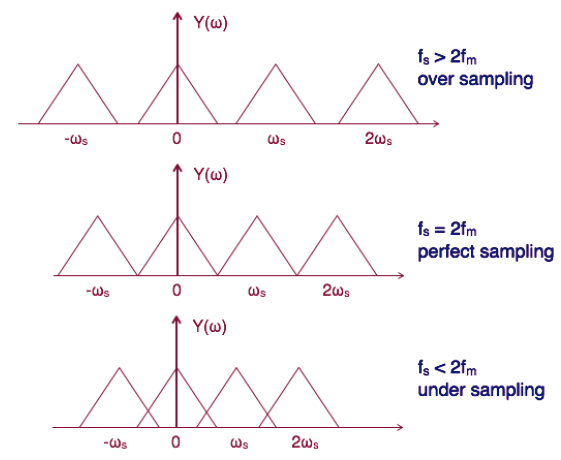 Y(ω)
fs > 2fm
over sampling
-ωs 0 ωs 2ωs
Y(ω)
fs = 2fm
perfect sampling
-ωs 0 ωs 2ωs
Y(ω)
fs < 2fm
under sampling
-ωs 0 ωs 2ωs